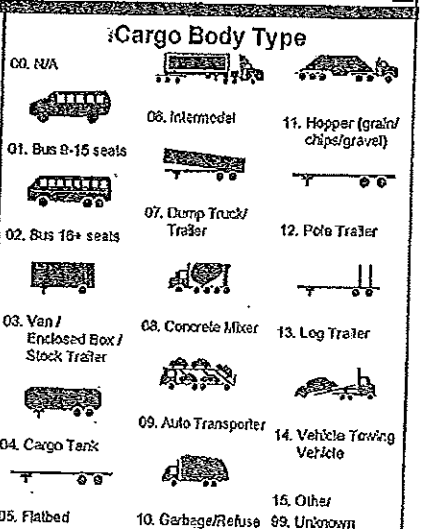 Cargo Body Type
00. N/A
01. Bus 9-15 seats
02. Bus 16+ seats
03. Van /
Enclosed Box /
Stock Trailer
04. Cargo Tank
05. Flatbed
06. Intermodel
07. Dump Truck/
Trailer
08. Concrete Mixer
09. Auto Transporter
10. Garbage/Refuse
11. Hopper (grain/
chips/gravel)
12. Pole Trailer
13. Log Trailer
14. Vehicle Towing
Vehicle
15. Other
99. Unknown